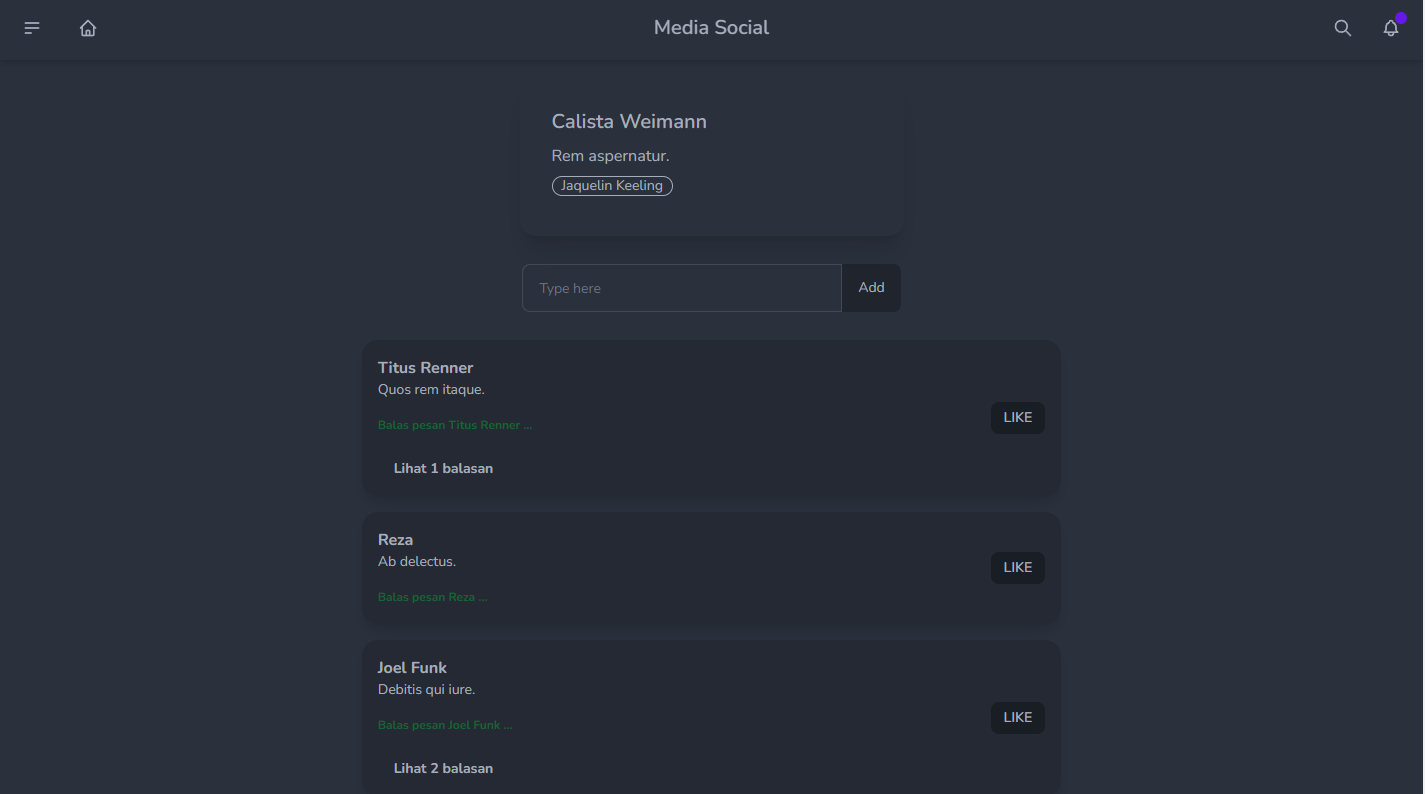 Media Social
Calista Weimann
Rem aspernatur.
Jaquelin Keeling
Type here
Add
Titus Renner
Quos rem itaque.
Balas pesan Titus Renner ...
LIKE
Lihat 1 balasan
Reza
Ab delectus.
LIKE
Balas pesan Reza ...
Joel Funk
Debitis qui iure.
Balas pesan Joel Funk ...
LIKE
Lihat 2 balasan